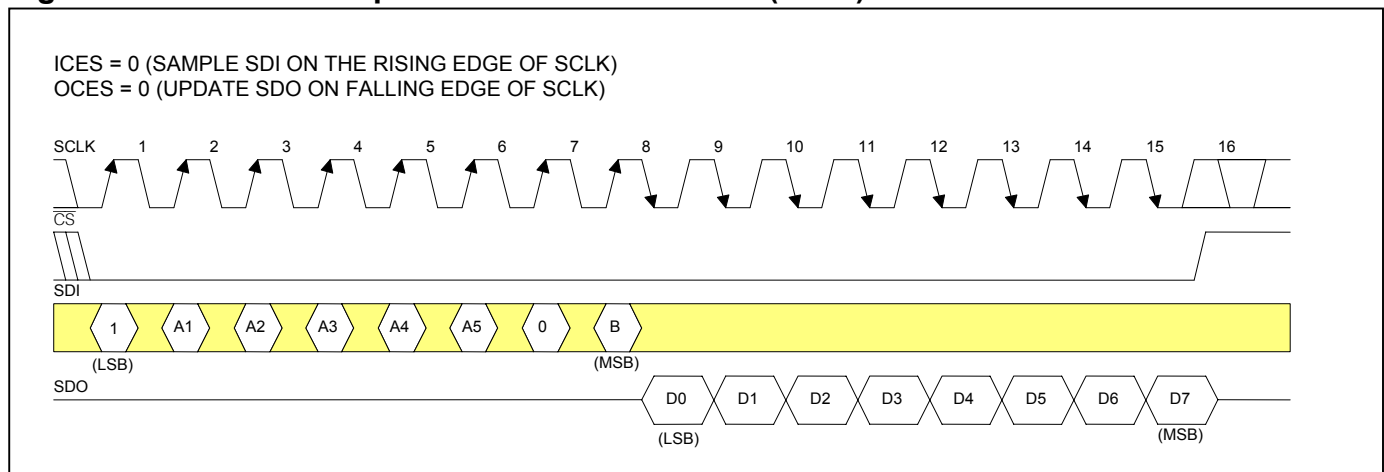 ICES = 0 (SAMPLE SDI ON THE RISING EDGE OF SCLK)
OCES = 0 (UPDATE SDO ON FALLING EDGE OF SCLK)
SCLK 1 2 3 4 5 6 7 8 9 10 11 12 13 14 15 16
CS
SDI
1 A1 A2 A3 A4 A5 0 B
(LSB) (MSB)
SDO
D0 D1 D2 D3 D4 D5 D6 D7
(LSB) (MSB)